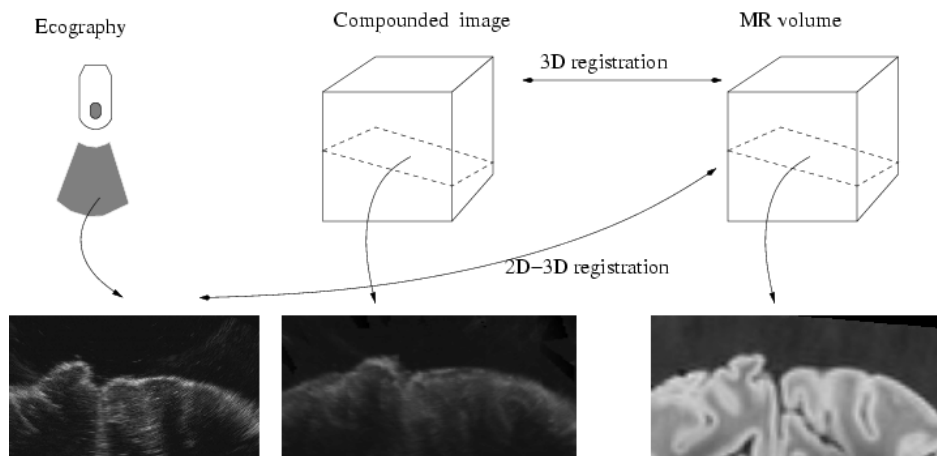 Ecography
Compounded image
MR volume
3D registration
2D−3D registration